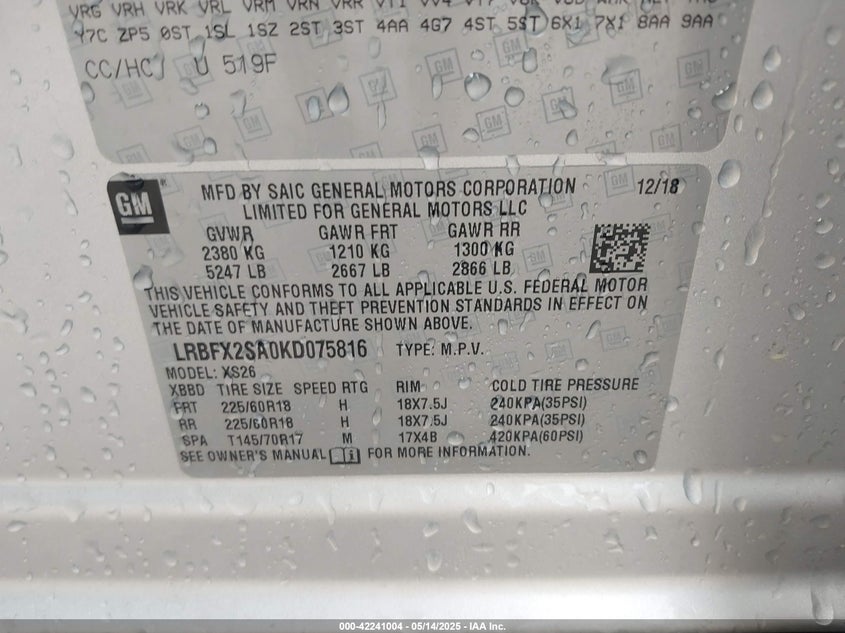 VRG VRH VRK VRL VRM VRN VRR VT1 VV4
Y7C ZP5 0ST 1SL 1SZ 2ST 3ST 4AA 4G7 4ST 5ST 6X1 7X1 8AA 9AA
CC/HC U 519F
GM
MFD BY SAIC GENERAL MOTORS CORPORATION 12/18
LIMITED FOR GENERAL MOTORS LLC
GVWR GAWR FRT GAWR RR
2380 KG 1210 KG 1300 KG
5247 LB 2667 LB 2866 LB
THIS VEHICLE CONFORMS TO ALL APPLICABLE U.S. FEDERAL MOTOR
VEHICLE SAFETY AND THEFT PREVENTION STANDARDS IN EFFECT ON
THE DATE OF MANUFACTURE SHOWN ABOVE.
LRBFX2SA0KD075816 TYPE: M.P.V.
MODEL: XS26
XBBD TIRE SIZE SPEED RTG RIM COLD TIRE PRESSURE
FRT 225/60R18 H 18X7.5J 240KPA(35PSI)
RR 225/60R18 H 18X7.5J 240KPA(35PSI)
SPA T145/70R17 M 17X4B 420KPA(60PSI)
SEE OWNER'S MANUAL FOR MORE INFORMATION.
000-42241004 — 05/14/2025 — IAA Inc.